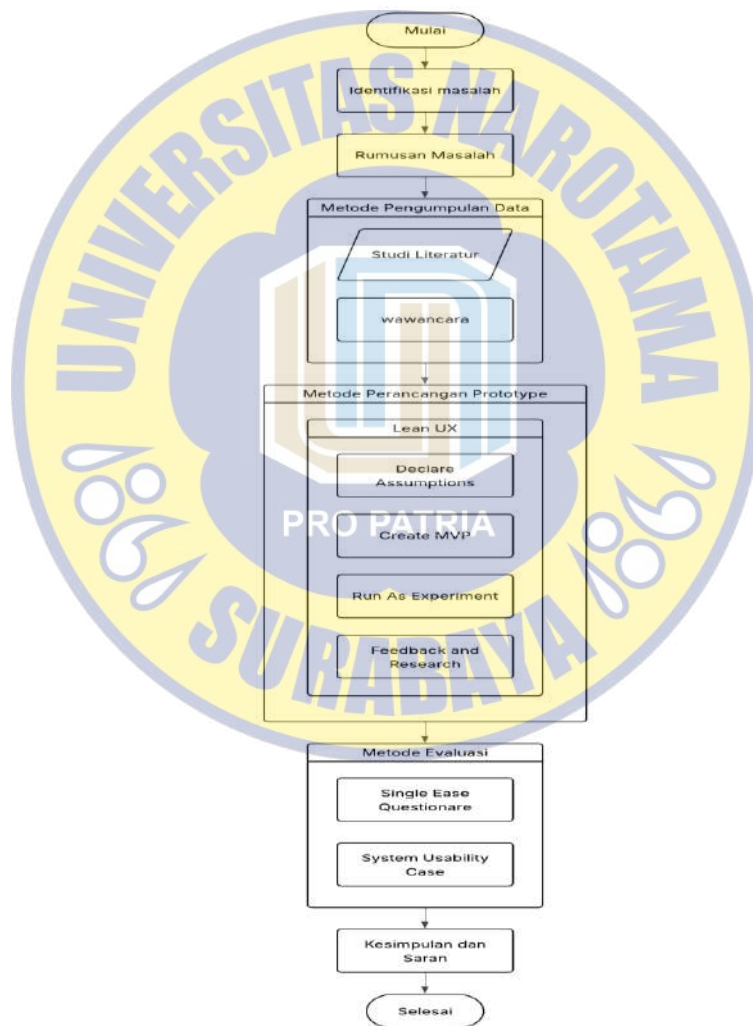 Mulai
Identifikasi masalah
Rumusan Masalah
Metode Pengumpulan Data
Studi Literatur
wawancara
Metode Perancangan Prototype
Lean UX
Declare
Assumptions
Create MVP
Run As Experiment
Feedback and
Research
Metode Evaluasi
Single Ease
Questionare
System Usability
Case
Kesimpulan dan
Saran
Selesai
UNIVERSITAS NAROTAMA
PRO PATRIA
SURABAYA